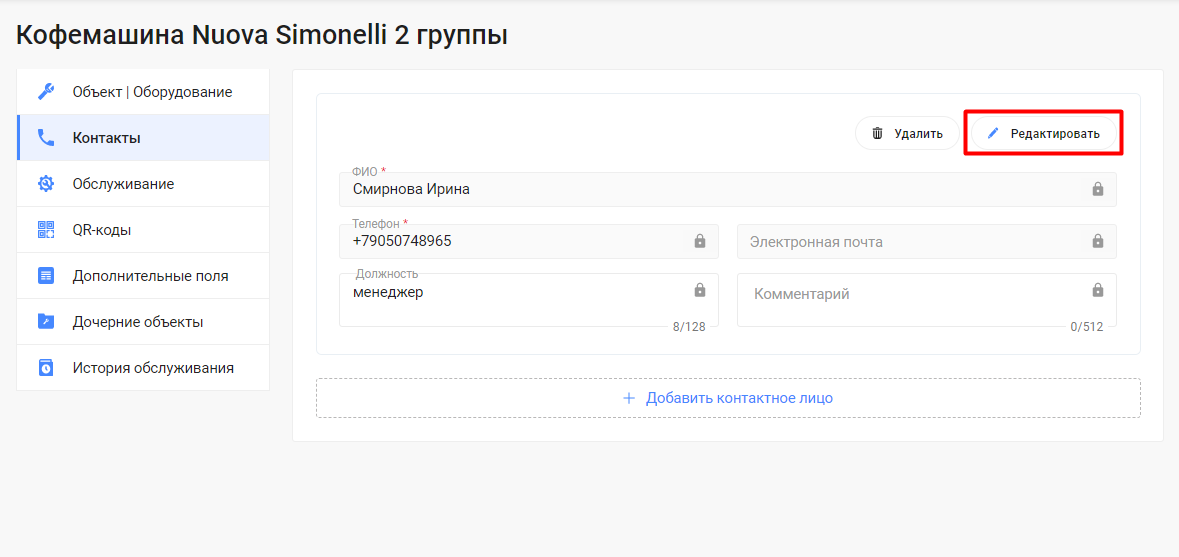 Кофемашина Nuova Simonelli 2 группы
Объект | Оборудование
Контакты
Обслуживание
QR-коды
Дополнительные поля
Дочерние объекты
История обслуживания
Удалить
Редактировать
ФИО *
Смирнова Ирина
Телефон *
+79050748965
Электронная почта
Должность
менеджер
8/128
Комментарий
0/512
+ Добавить контактное лицо